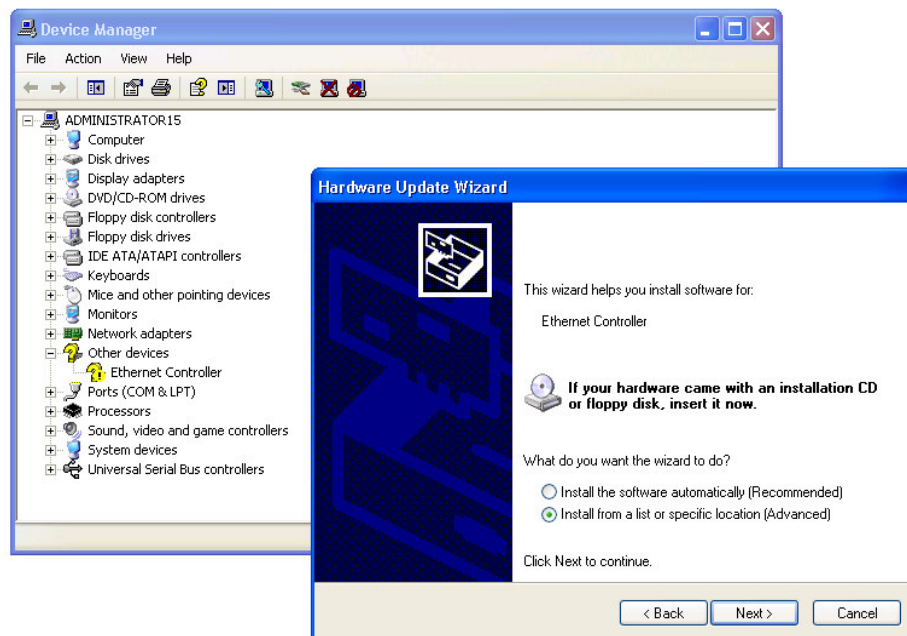 Device Manager
File Action View Help
ADMINISTRATOR15
Computer
Disk drives
Display adapters
DVD/CD-ROM drives
Floppy disk controllers
Floppy disk drives
IDE ATA/ATAPI controllers
Keyboards
Mice and other pointing devices
Monitors
Network adapters
Other devices
Ethernet Controller
Ports (COM & LPT)
Processors
Sound, video and game controllers
System devices
Universal Serial Bus controllers
Hardware Update Wizard
This wizard helps you install software for:
Ethernet Controller
If your hardware came with an installation CD
or floppy disk, insert it now.
What do you want the wizard to do?
Install the software automatically (Recommended)
Install from a list or specific location (Advanced)
Click Next to continue.
< Back Next > Cancel